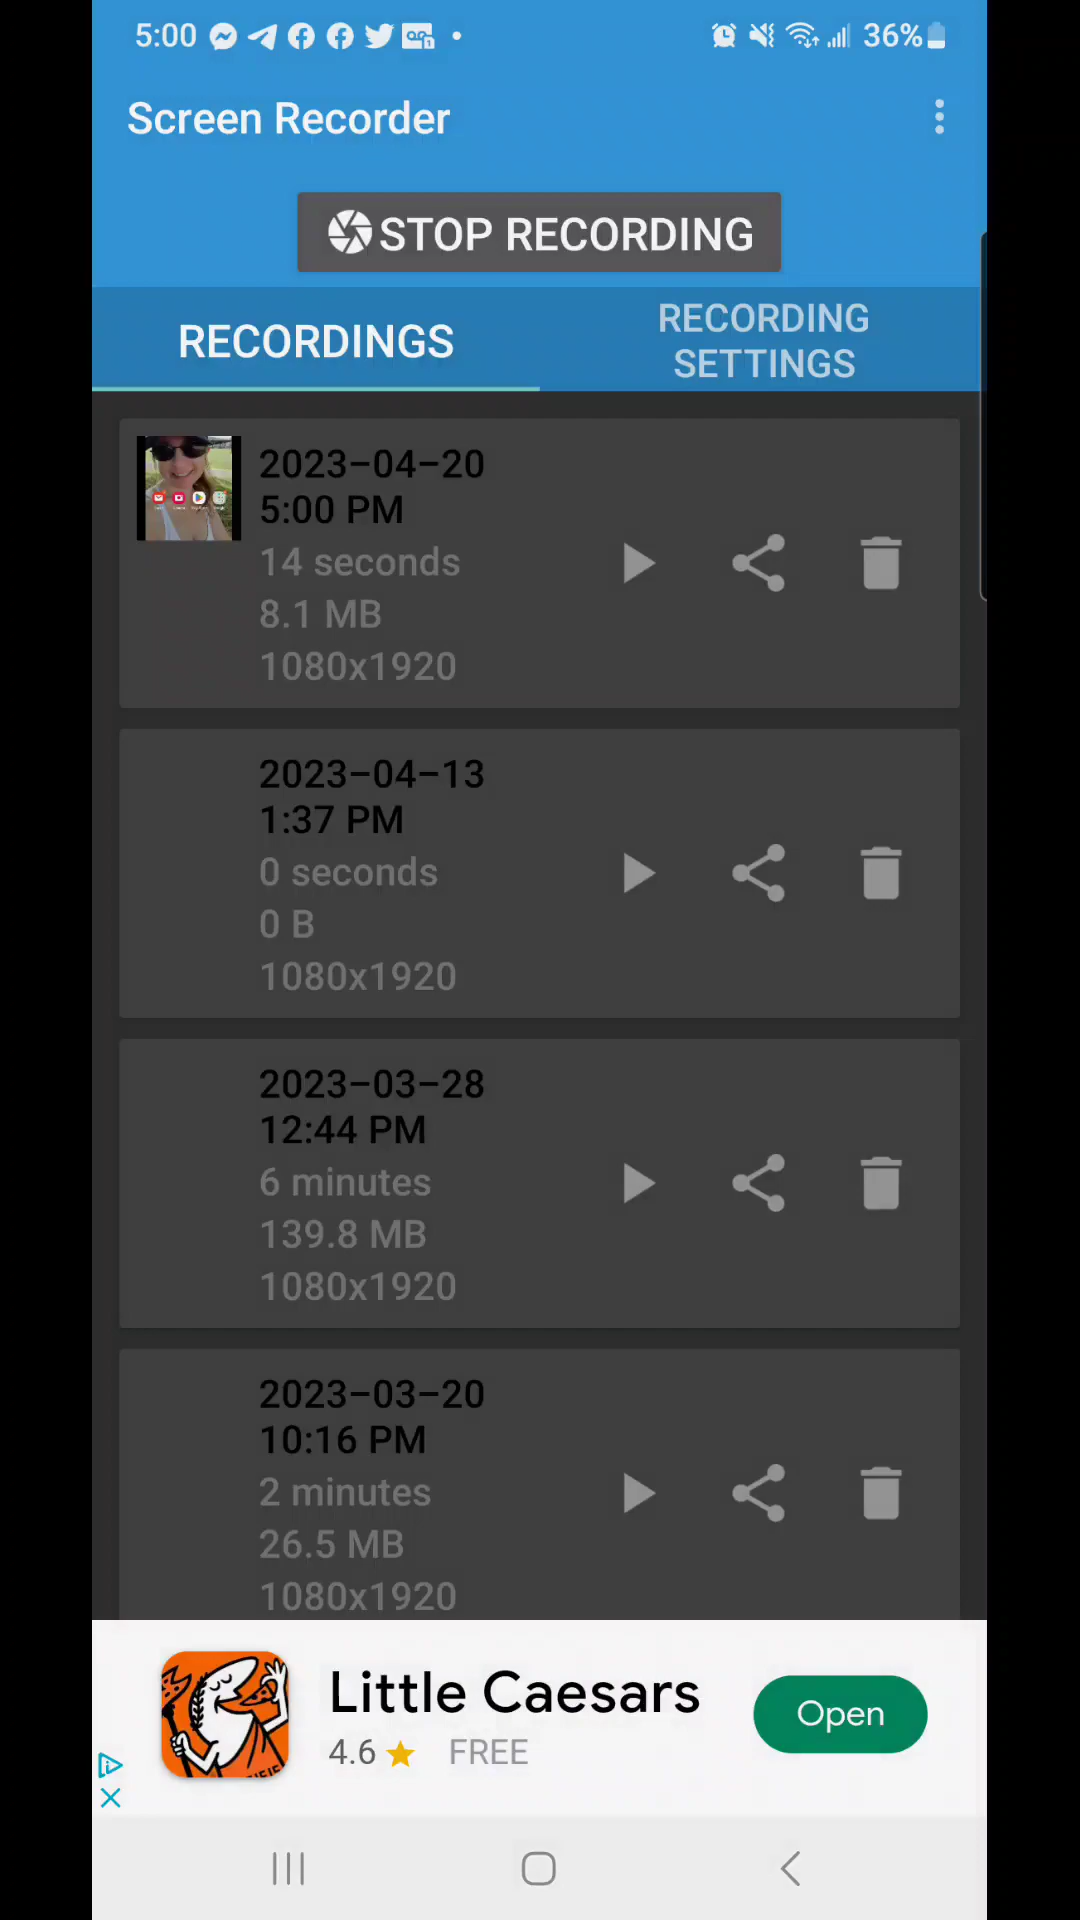 5:00
36%
Screen Recorder
STOP RECORDING
RECORDINGS
RECORDING
SETTINGS
2023-04-20
5:00 PM
14 seconds
8.1 MB
1080x1920
2023-04-13
1:37 PM
0 seconds
0 B
1080x1920
2023-03-28
12:44 PM
6 minutes
139.8 MB
1080x1920
2023-03-20
10:16 PM
2 minutes
26.5 MB
1080x1920
Little Caesars
4.6 FREE
Open